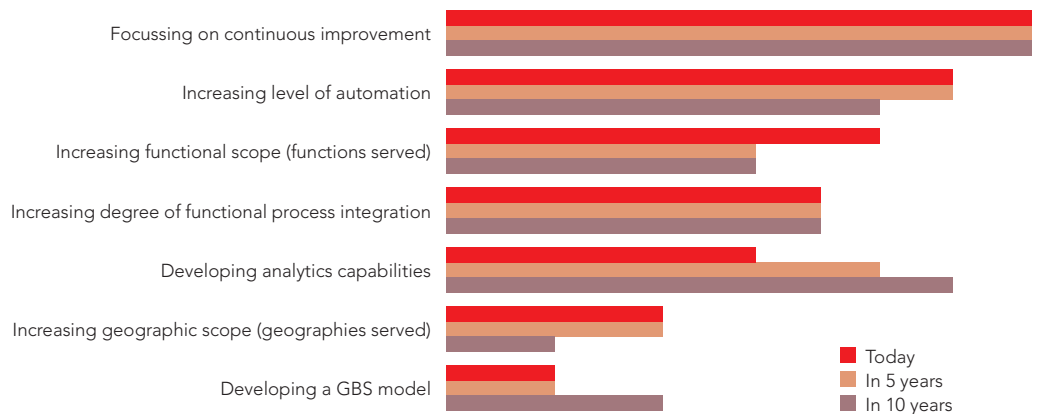 Focussing on continuous improvement
Increasing level of automation
Increasing functional scope (functions served)
Increasing degree of functional process integration
Developing analytics capabilities
Increasing geographic scope (geographies served)
Developing a GBS model
Today
In 5 years
In 10 years